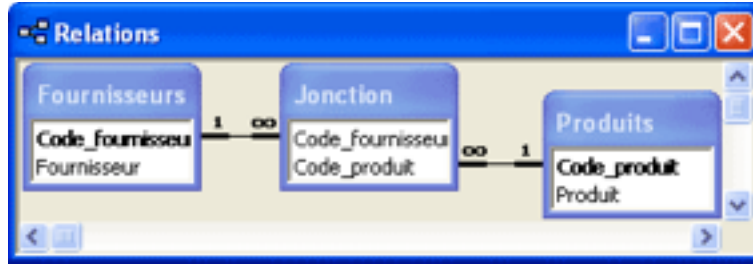 Relations
Fournisseurs
Code_fournisseu
Fournisseur
1 ∞
Jonction
Code_fournisseu
Code_produit
∞ 1
Produits
Code_produit
Produit